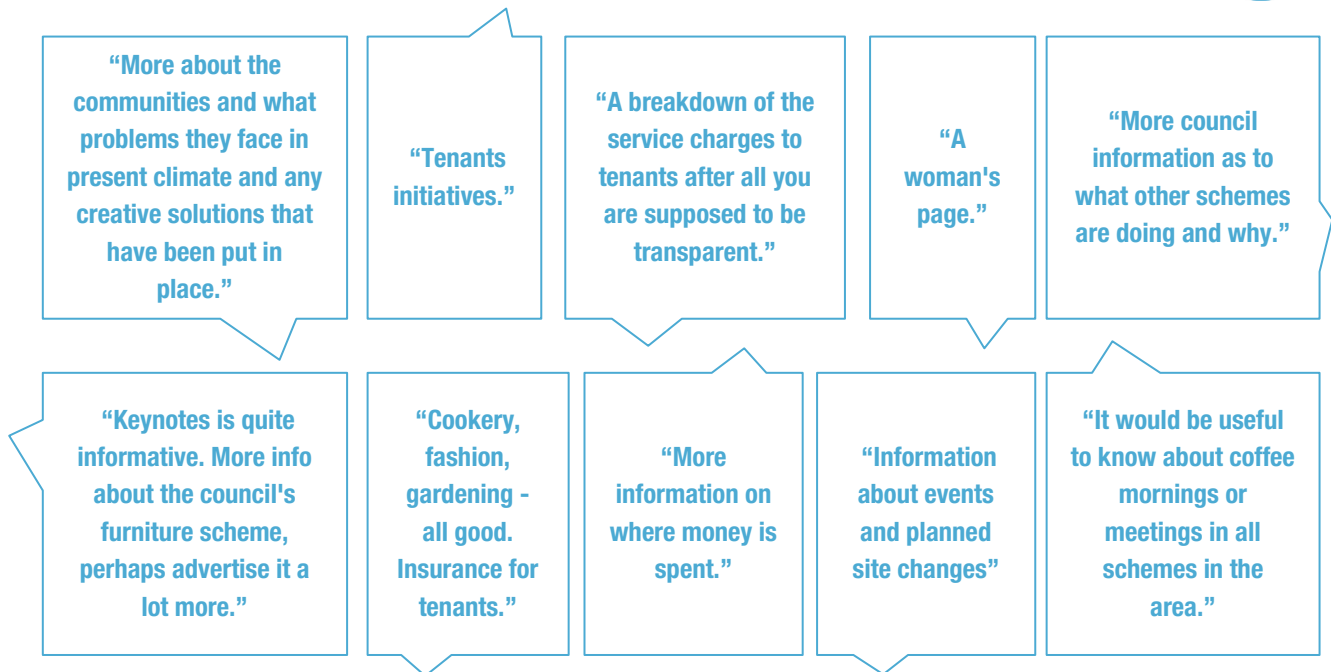 “More about the
communities and what
problems they face in
present climate and any
creative solutions that
have been put in
place.”
“Tenants
initiatives.”
“A breakdown of the
service charges to
tenants after all you
are supposed to be
transparent.”
“A
woman's
page.”
“More council
information as to
what other schemes
are doing and why.”
“Keynotes is quite
informative. More info
about the council's
furniture scheme,
perhaps advertise it a
lot more.”
“Cookery,
fashion,
gardening -
all good.
Insurance for
tenants.”
“More
information on
where money is
spent.”
“Information
about events
and planned
site changes”
“It would be useful
to know about coffee
mornings or
meetings in all
schemes in the
area.”